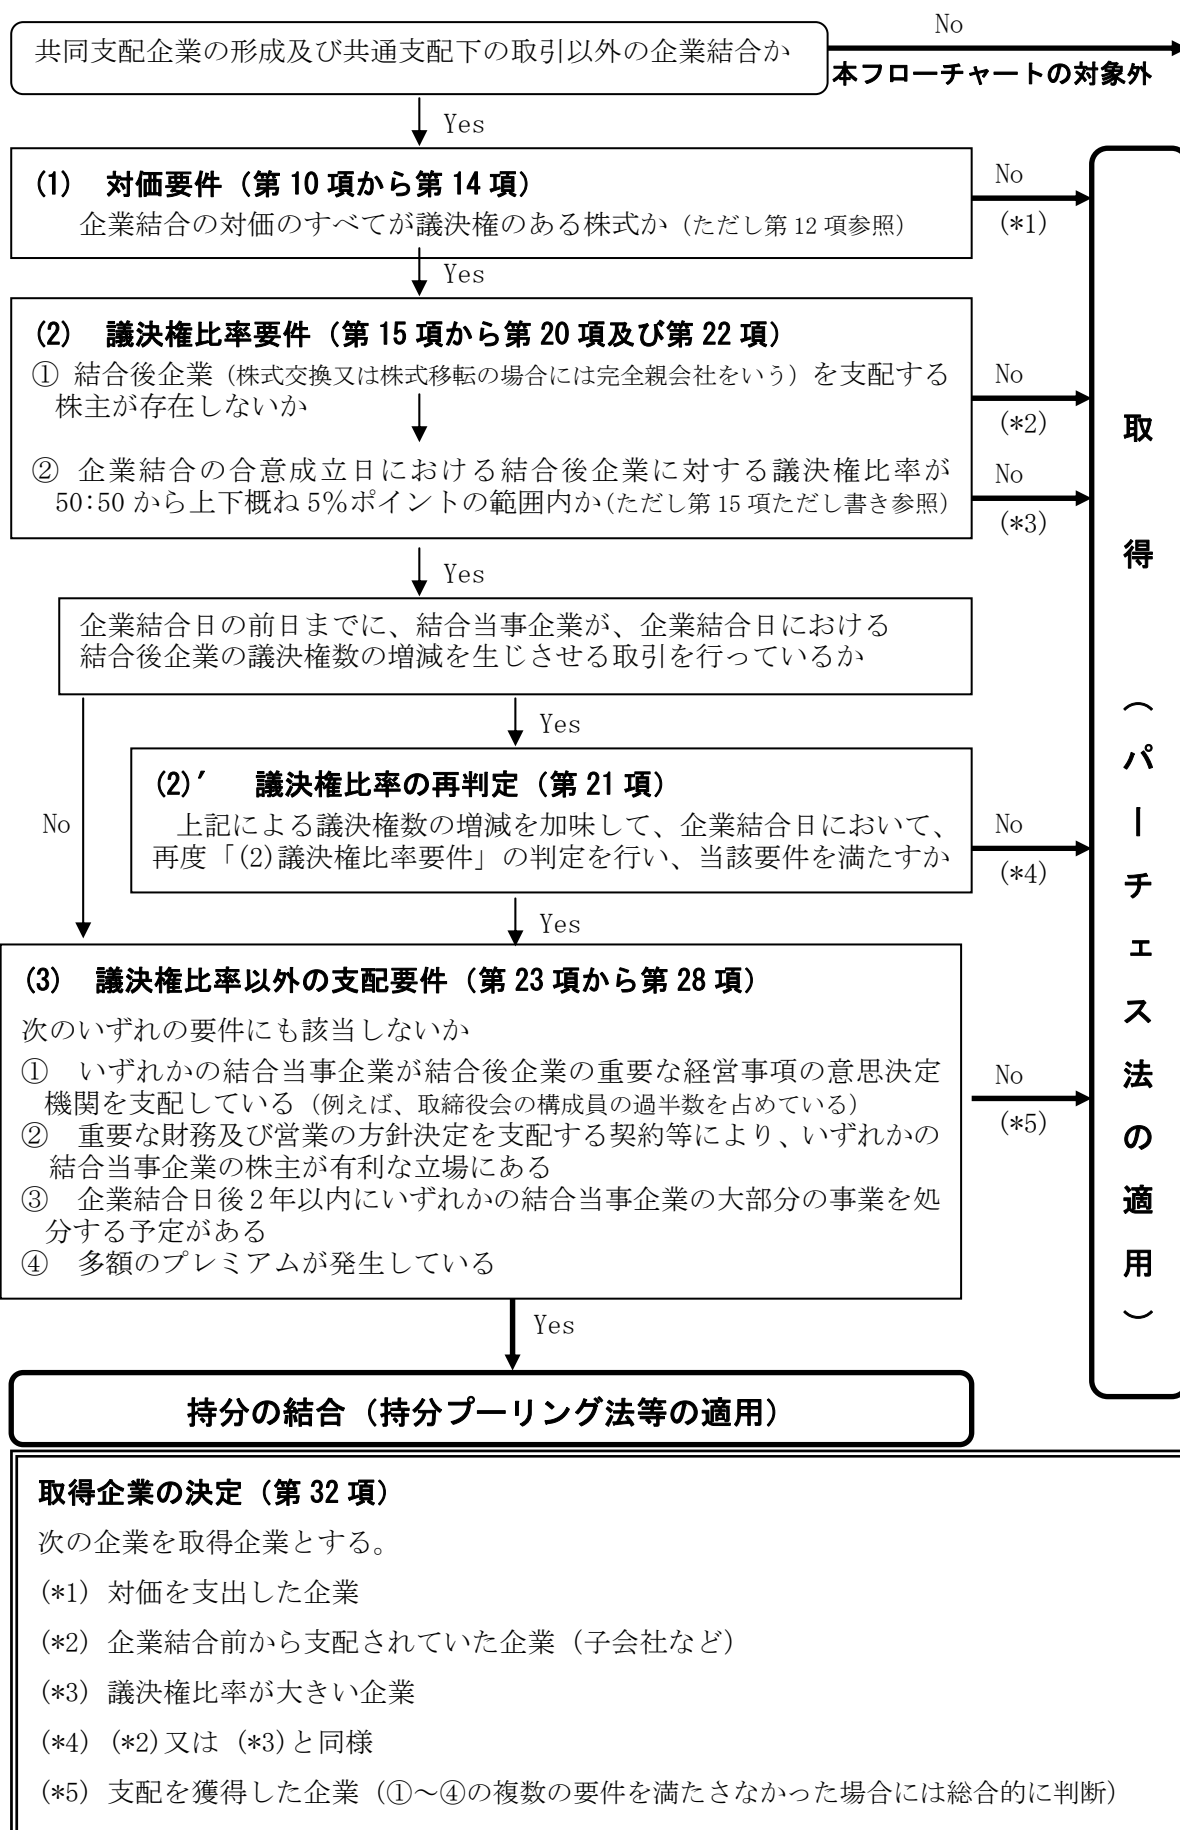 No
共同支配企業の形成及び共通支配下の取引以外の企業結合か
本フローチャートの対象外
Yes
(1) 対価要件（第 10 項から第 14 項）
企業結合の対価のすべてが議決権のある株式か（ただし第 12 項参照）
No
(*1)
Yes
(2) 議決権比率要件（第 15 項から第 20 項及び第 22 項）
① 結合後企業（株式交換又は株式移転の場合には完全親会社をいう）を支配する
株主が存在しないか
No
(*2)
② 企業結合の合意成立日における結合後企業に対する議決権比率が
50:50 から上下概ね 5％ポイントの範囲内か（ただし第 15 項ただし書き参照）
No
(*3)
Yes
企業結合日の前日までに、結合当事企業が、企業結合日における
結合後企業の議決権数の増減を生じさせる取引を行っているか
Yes
No
(2)′ 議決権比率の再判定（第 21 項）
上記による議決権数の増減を加味して、企業結合日において、
再度「(2)議決権比率要件」の判定を行い、当該要件を満たすか
No
(*4)
Yes
(3) 議決権比率以外の支配要件（第 23 項から第 28 項）
次のいずれの要件にも該当しないか
① いずれかの結合当事企業が結合後企業の重要な経営事項の意思決定
機関を支配している（例えば、取締役会の構成員の過半数を占めている）
② 重要な財務及び営業の方針決定を支配する契約等により、いずれかの
結合当事企業の株主が有利な立場にある
③ 企業結合日後 2 年以内にいずれかの結合当事企業の大部分の事業を処
分する予定がある
④ 多額のプレミアムが発生している
No
(*5)
取得（パーチェス法の適用）
Yes
持分の結合（持分プーリング法等の適用）
取得企業の決定（第 32 項）
次の企業を取得企業とする。
(*1) 対価を支出した企業
(*2) 企業結合前から支配されていた企業（子会社など）
(*3) 議決権比率が大きい企業
(*4) (*2)又は (*3)と同様
(*5) 支配を獲得した企業（①～④の複数の要件を満たさなかった場合には総合的に判断）